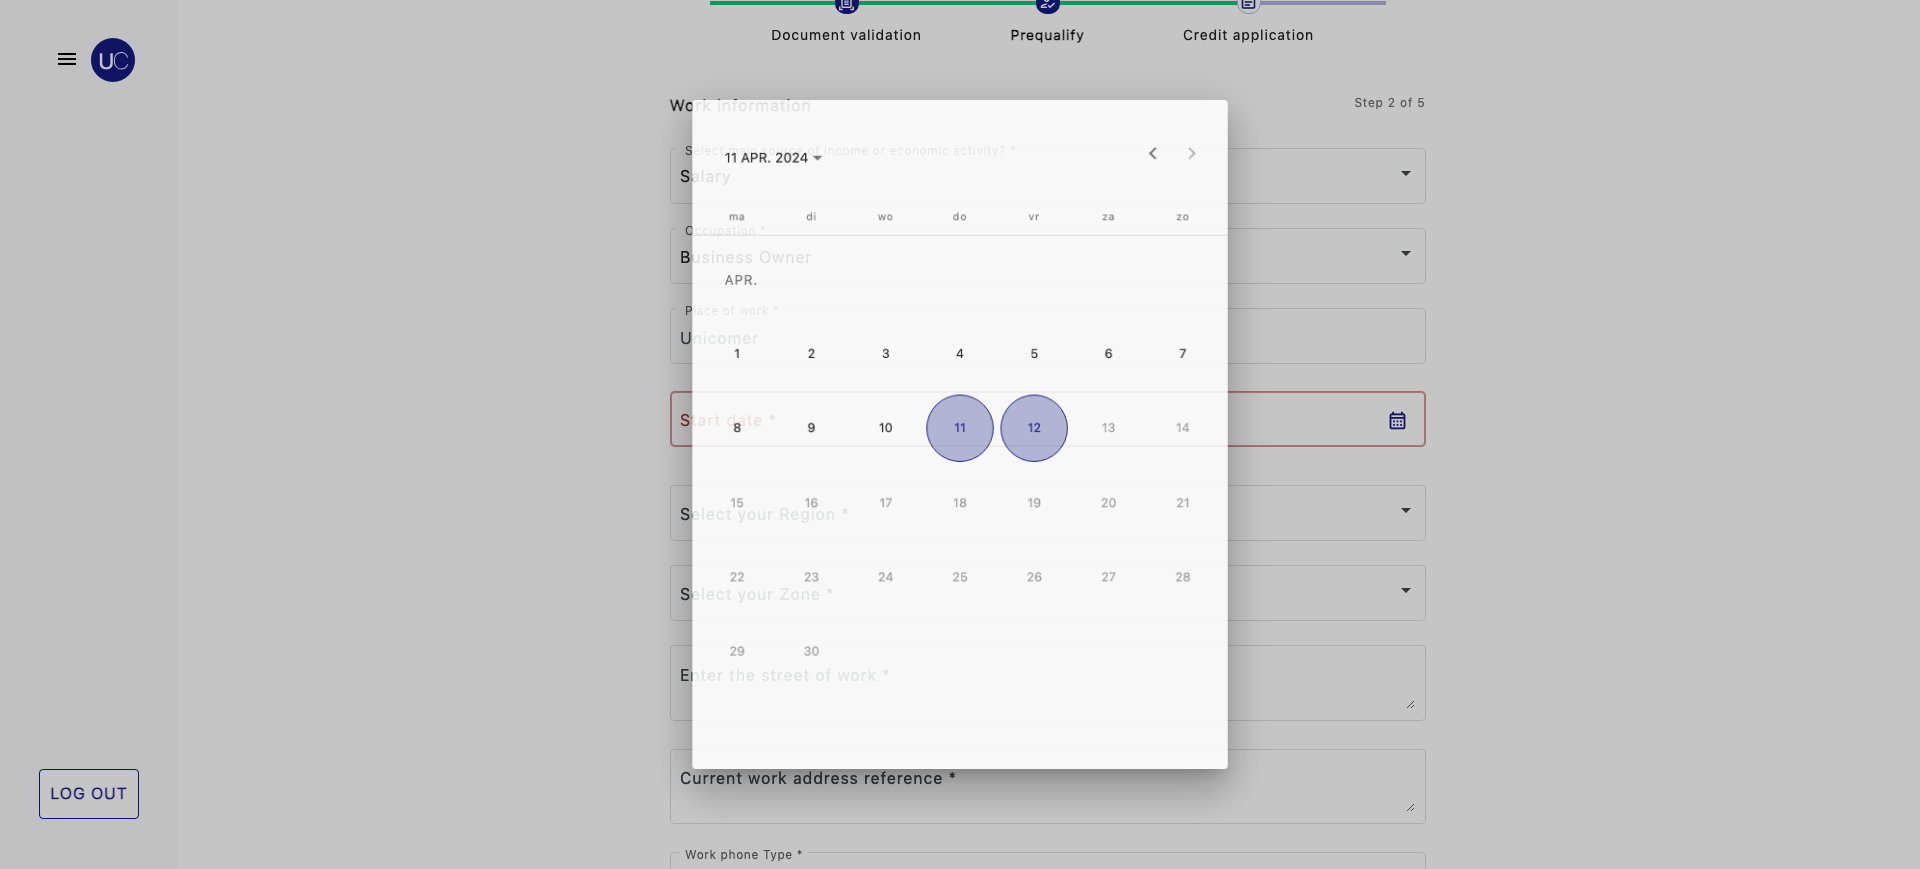 Document validation
Prequalify
Credit application
UC
Work information
Step 2 of 5
Select main source of income or economic activity? *
Salary
11 APR. 2024
ma di wo do vr za zo
Occupation *
Business Owner
APR.
Place of work *
Unicomer
1 2 3 4 5 6 7
Start date *
8 9 10 11 12 13 14
15 16 17 18 19 20 21
Select your Region *
22 23 24 25 26 27 28
Select your Zone *
29 30
Enter the street of work *
Current work address reference *
LOG OUT
Work phone Type *